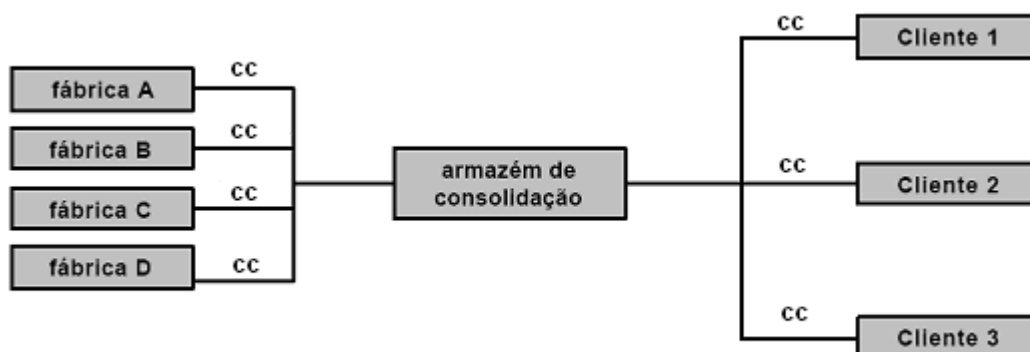 cc
fábrica A
cc
fábrica B
cc
fábrica C
cc
fábrica D
armazém de
consolidação
cc
Cliente 1
cc
Cliente 2
cc
Cliente 3